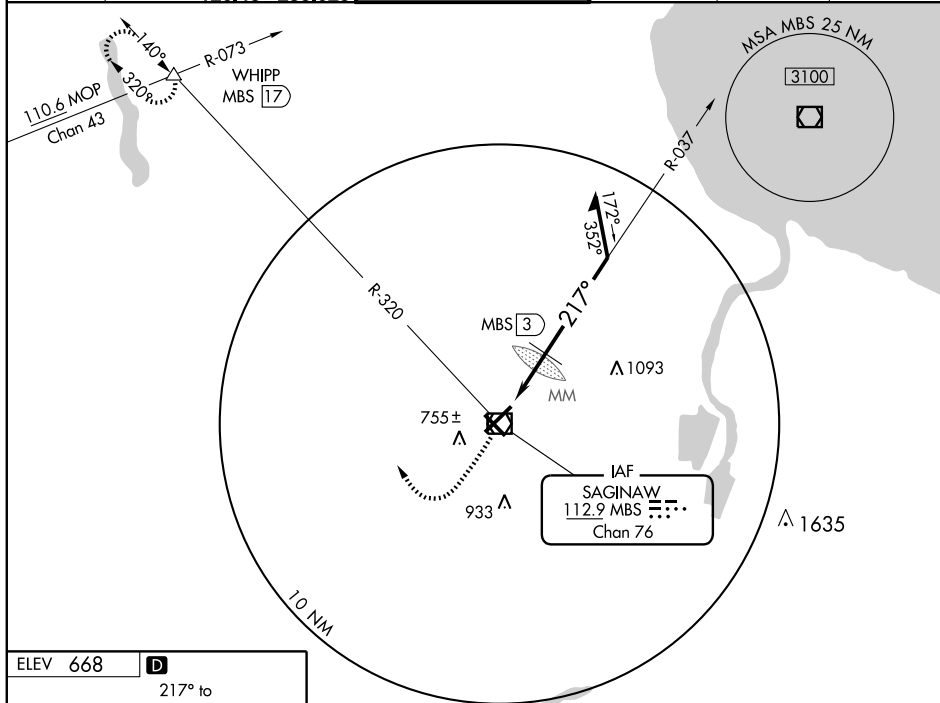 MSA MBS 25 NM
3100
140°
320°
R-073
WHIPP
MBS 17
110.6 MOP
Chan 43
R-037
172°
352°
217°
R-320
MBS 3
MM
1093
755 ±
933
IAF
SAGINAW
112.9 MBS
Chan 76
1635
10 NM
ELEV 668
D
217° to